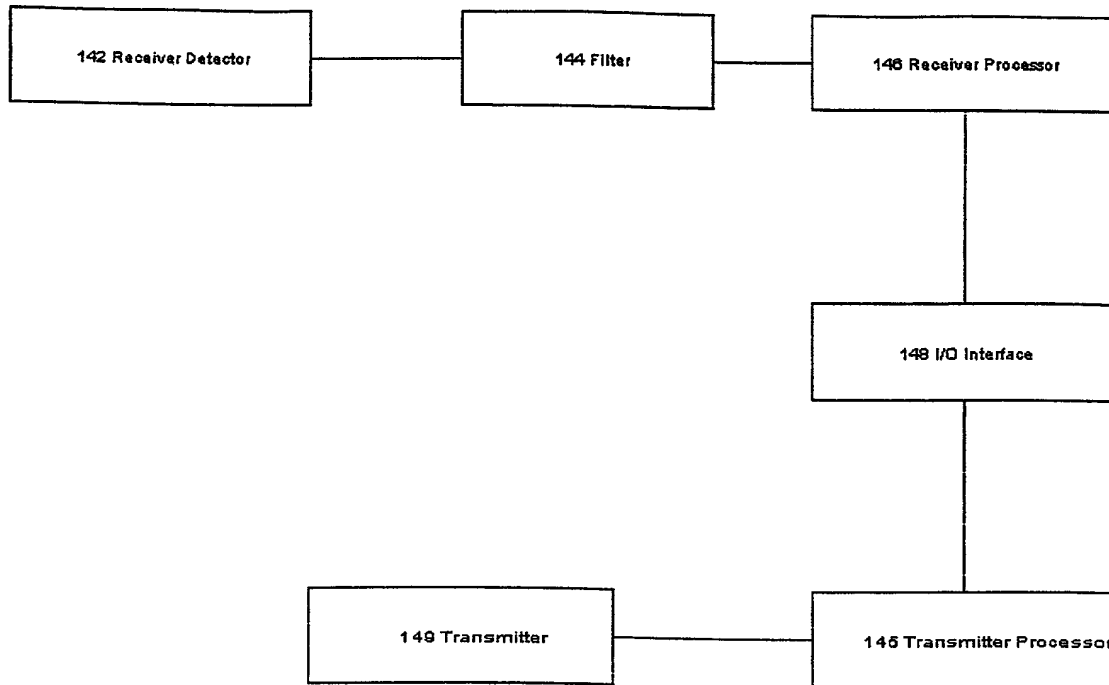 142 Receiver Detector
144 Filter
146 Receiver Processor
148 I/O Interface
149 Transmitter
145 Transmitter Processor